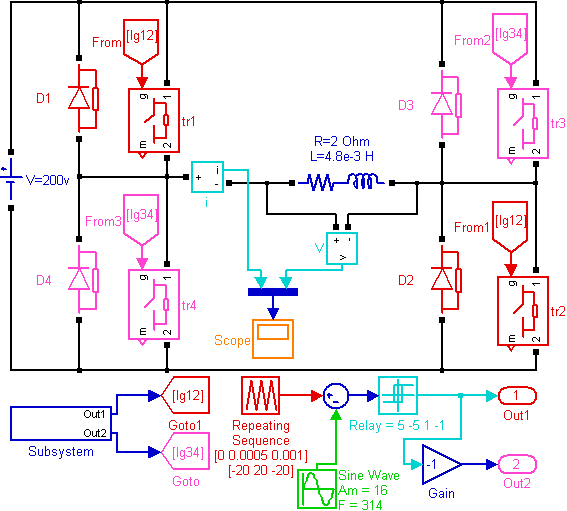 From [Ig12]
From2 [Ig34]
D1
g 1
m 2
tr1
D3
g 1
m 2
tr3
R=2 Ohm
L=4.8e-3 H
V=200v
+ i
-
i
From3 [Ig34]
From1 [Ig12]
+ -
v
V
D4
g 1
m 2
tr4
D2
g 1
m 2
tr2
Scope
Out1
Out2
Subsystem
[Ig12]
Goto1
[Ig34]
Goto
Repeating
Sequence
[0 0.0005 0.001]
[-20 20 -20]
Sine Wave
Am = 16
F = 314
Relay = 5 -5 1 -1
1
Out1
-1
Gain
2
Out2